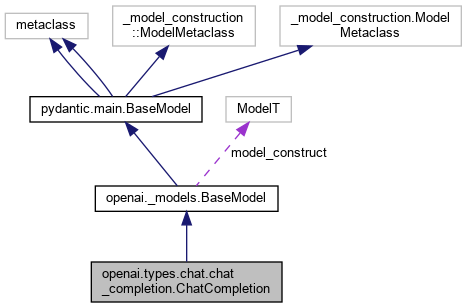 metaclass
_model_construction
::ModelMetaclass
_model_construction.Model
Metaclass
pydantic.main.BaseModel
ModelT
model_construct
openai._models.BaseModel
openai.types.chat.chat
_completion.ChatCompletion